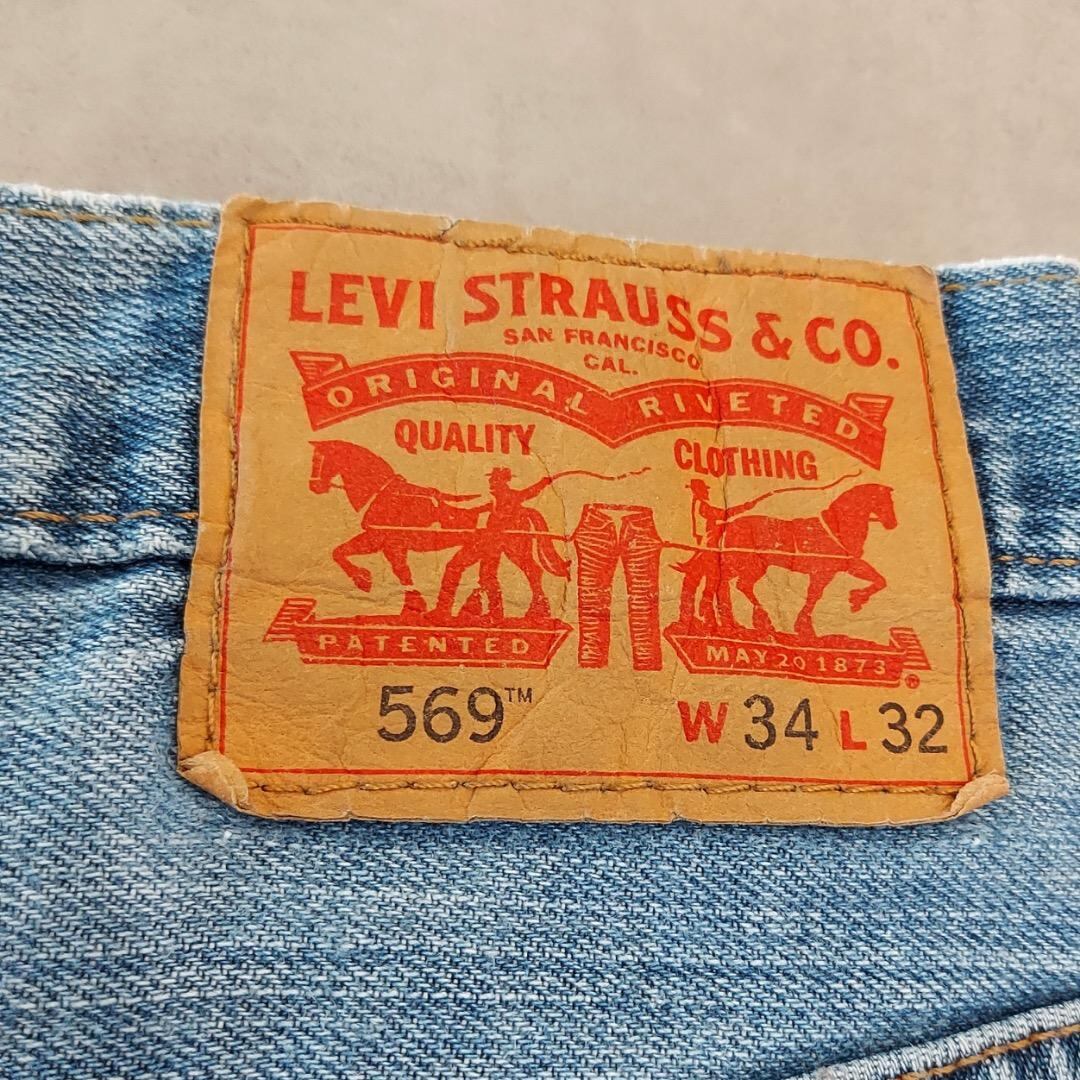 LEVI STRAUSS & CO.
SAN FRANCISCO
CAL.
ORIGINAL RIVETED
QUALITY CLOTHING
PATENTED MAY 20 1873 ®
569™ W 34 L 32